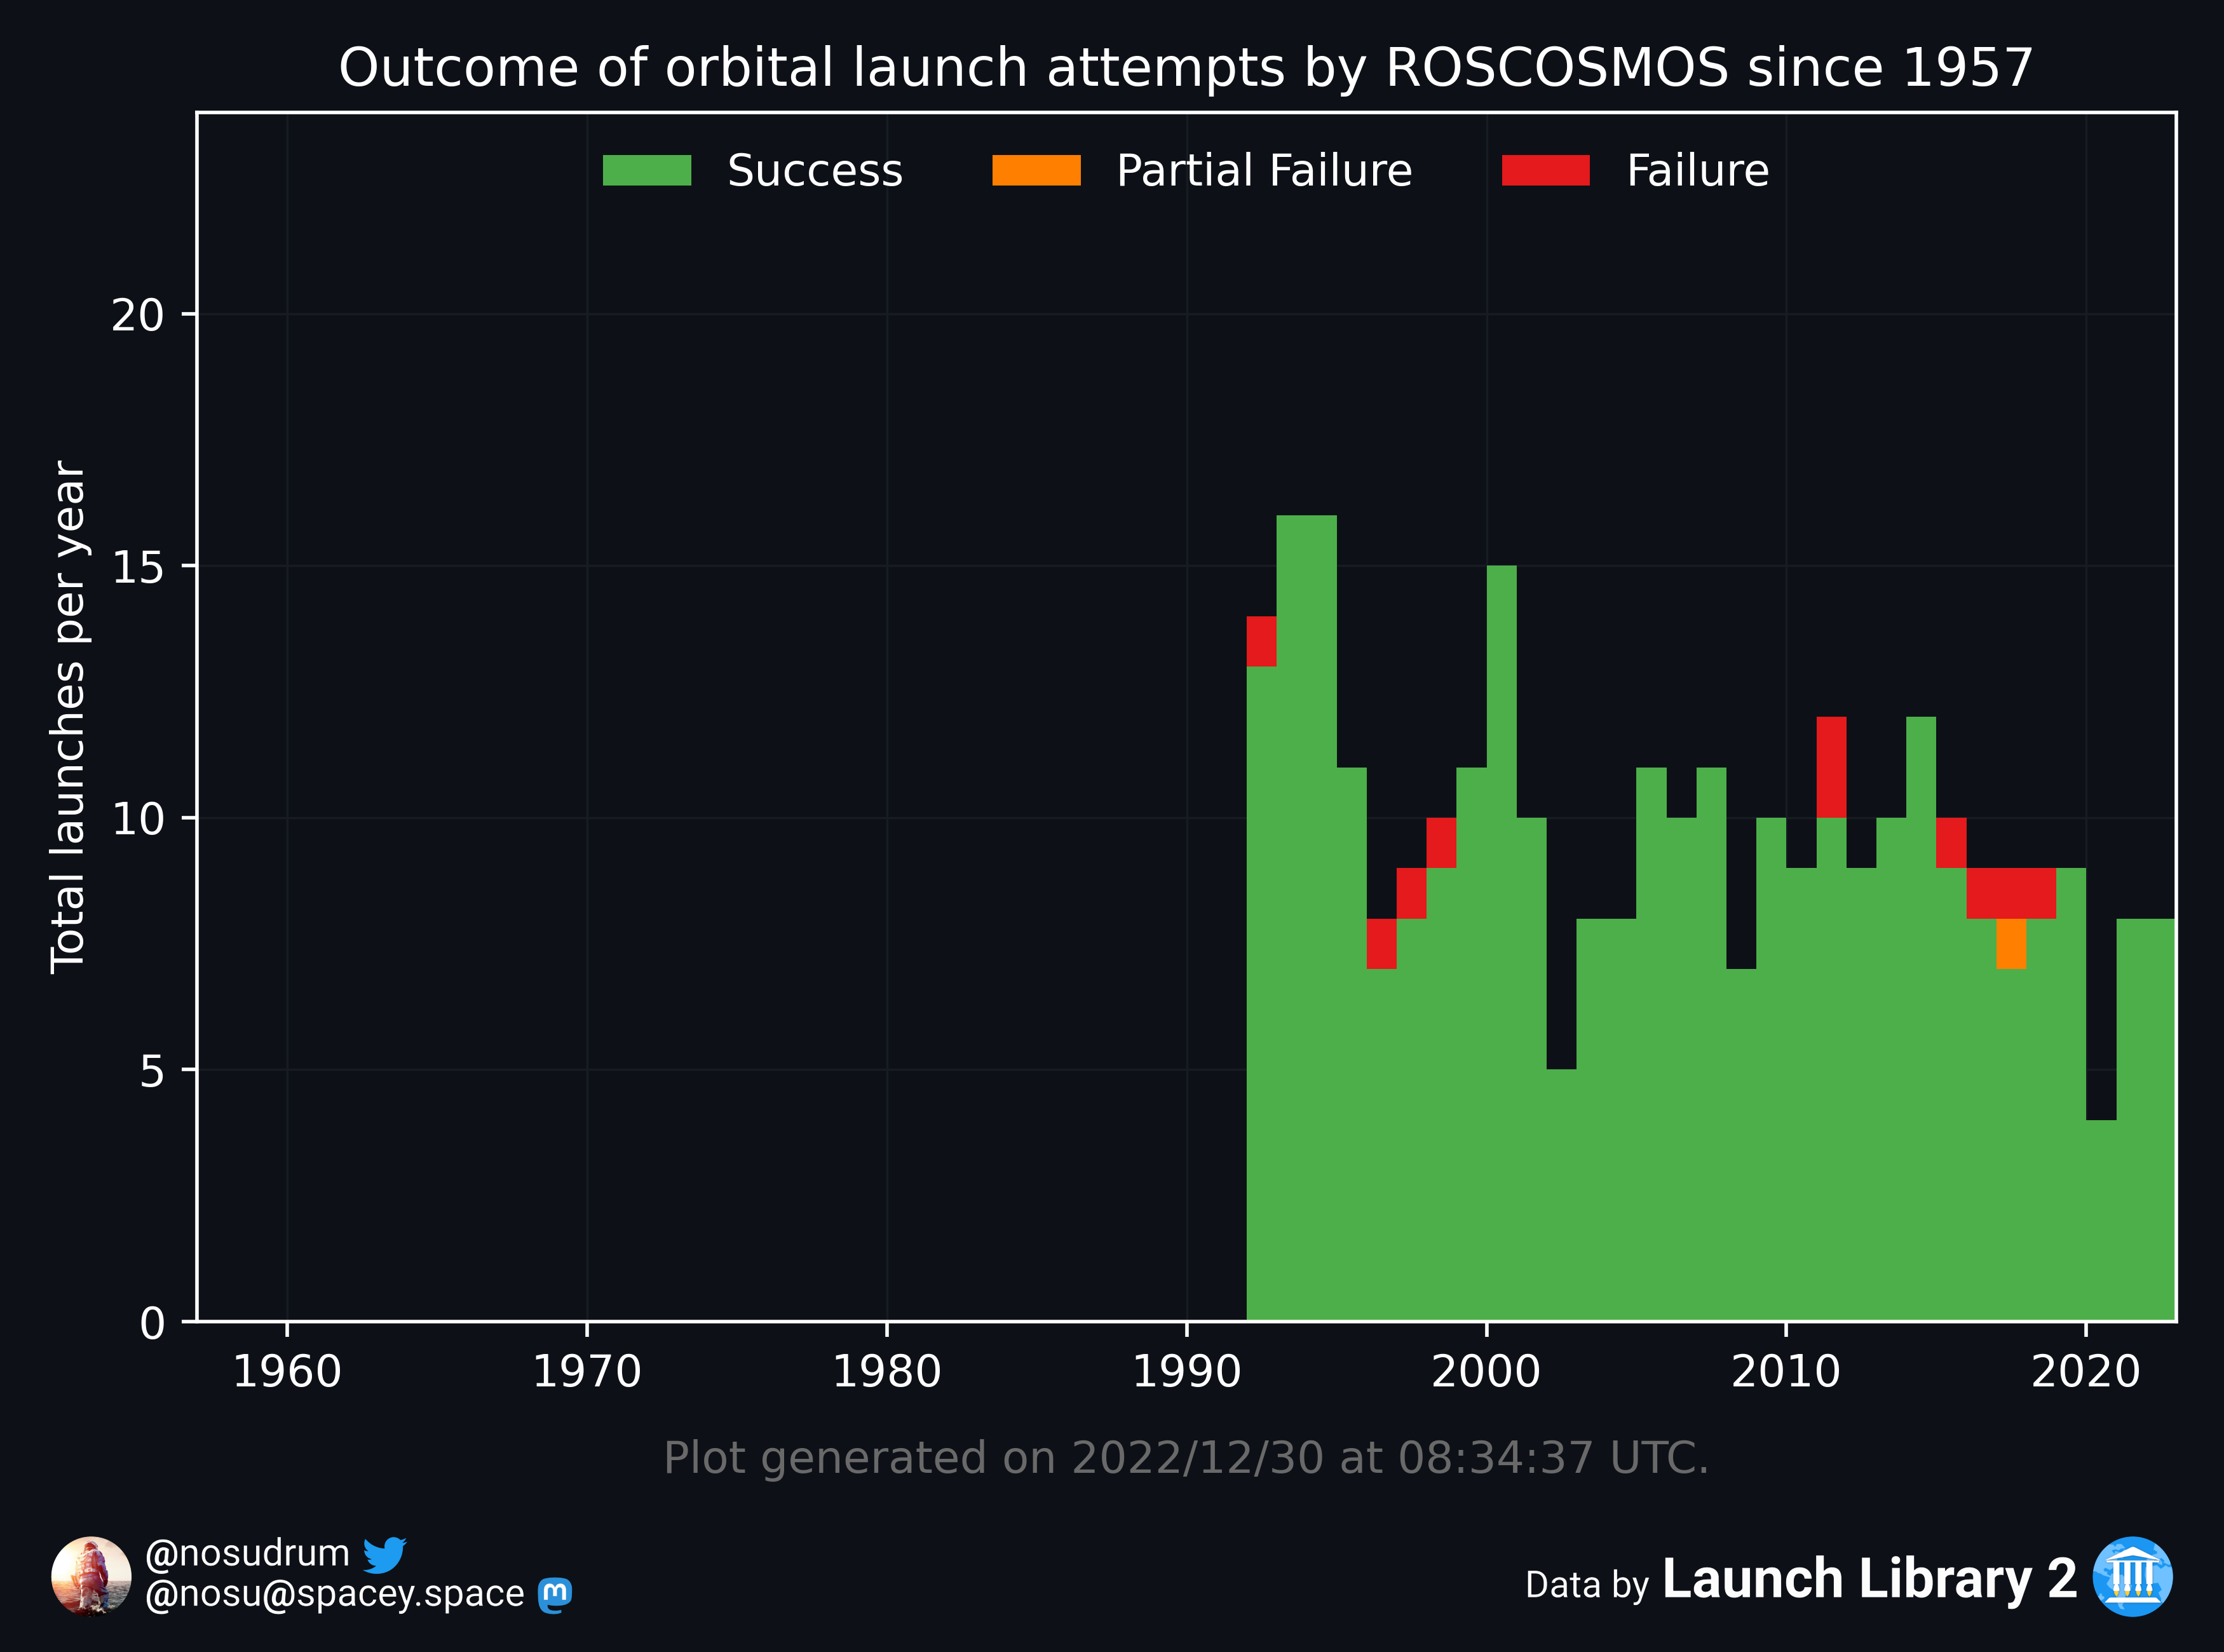 Outcome of orbital launch attempts by ROSCOSMOS since 1957
Success Partial Failure Failure
Total launches per year
20
15
10
5
0
1960 1970 1980 1990 2000 2010 2020
Plot generated on 2022/12/30 at 08:34:37 UTC.
@nosudrum
@nosu@spacey.space
Data by Launch Library 2